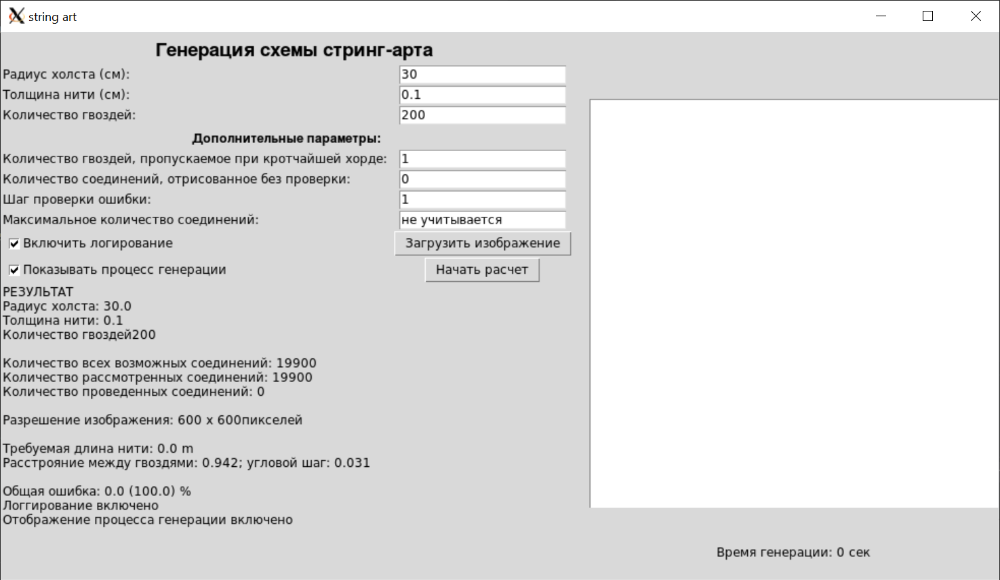 string art
Генерация схемы стринг-арта
Радиус холста (см): 30
Толщина нити (см): 0.1
Количество гвоздей: 200
Дополнительные параметры:
Количество гвоздей, пропускаемое при кротчайшей хорде: 1
Количество соединений, отрисованное без проверки: 0
Шаг проверки ошибки: 1
Максимальное количество соединений: не учитывается
Включить логирование Загрузить изображение
Показывать процесс генерации Начать расчет
РЕЗУЛЬТАТ
Радиус холста: 30.0
Толщина нити: 0.1
Количество гвоздей200
Количество всех возможных соединений: 19900
Количество рассмотренных соединений: 19900
Количество проведенных соединений: 0
Разрешение изображения: 600 x 600пикселей
Требуемая длина нити: 0.0 m
Расстрояние между гвоздями: 0.942; угловой шаг: 0.031
Общая ошибка: 0.0 (100.0) %
Логгирование включено
Отображение процесса генерации включено
Время генерации: 0 сек